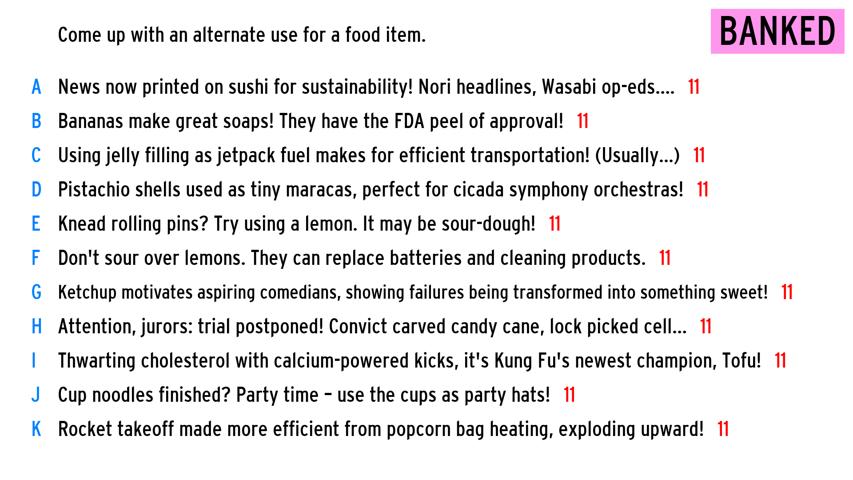 Come up with an alternate use for a food item.
BANKED
A News now printed on sushi for sustainability! Nori headlines, Wasabi op-eds.... 11
B Bananas make great soaps! They have the FDA peel of approval! 11
C Using jelly filling as jetpack fuel makes for efficient transportation! (Usually...) 11
D Pistachio shells used as tiny maracas, perfect for cicada symphony orchestras! 11
E Knead rolling pins? Try using a lemon. It may be sour-dough! 11
F Don't sour over lemons. They can replace batteries and cleaning products. 11
G Ketchup motivates aspiring comedians, showing failures being transformed into something sweet! 11
H Attention, jurors: trial postponed! Convict carved candy cane, lock picked cell... 11
I Thwarting cholesterol with calcium-powered kicks, it's Kung Fu's newest champion, Tofu! 11
J Cup noodles finished? Party time – use the cups as party hats! 11
K Rocket takeoff made more efficient from popcorn bag heating, exploding upward! 11